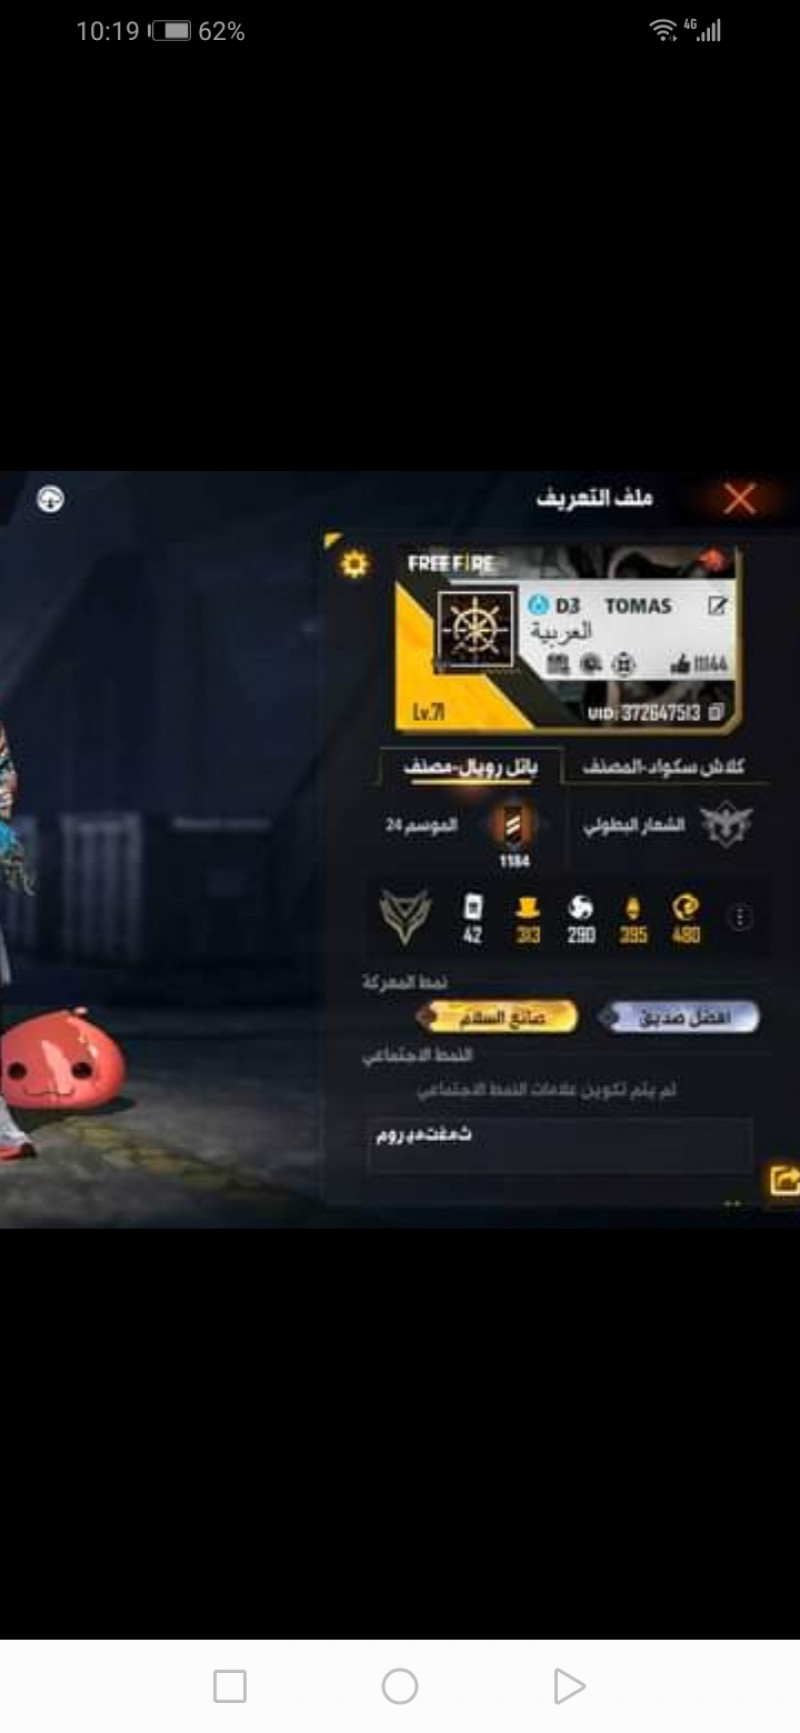 10:19 62%
4G
ملف التعريف
FREE FIRE
D3 TOMAS
العربية
11144
Lv.71
UID: 372647513
باتل رويال-مصنف كلاش سكواد-المصنف
الموسم 24
1184
الشعار البطولي
42 313 290 395 480
نمط المعركة
صانع السلام افضل صديق
النمط الاجتماعي
لم يتم تكوين علامات النمط الاجتماعي